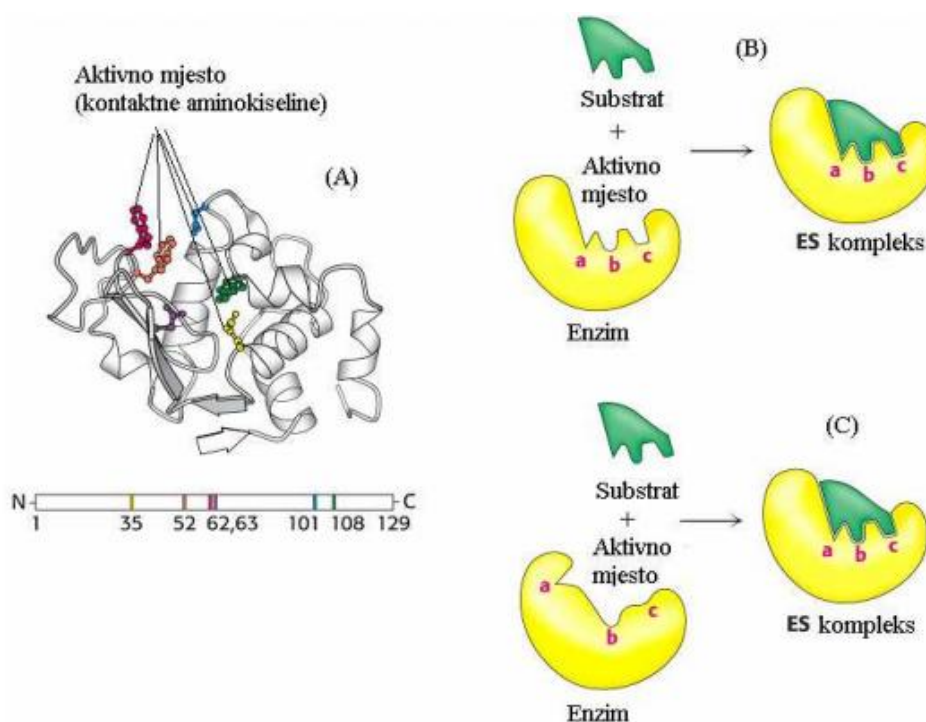 Aktivno mjesto
(kontaktne aminokiseline)
(A)
N
C
1
35
52
62,63
101
108
129
(B)
Substrat
+
Aktivno
mjesto
a
b
c
Enzim
a
b
c
ES kompleks
(C)
Substrat
+
Aktivno
mjesto
a
b
c
Enzim
a
b
c
ES kompleks